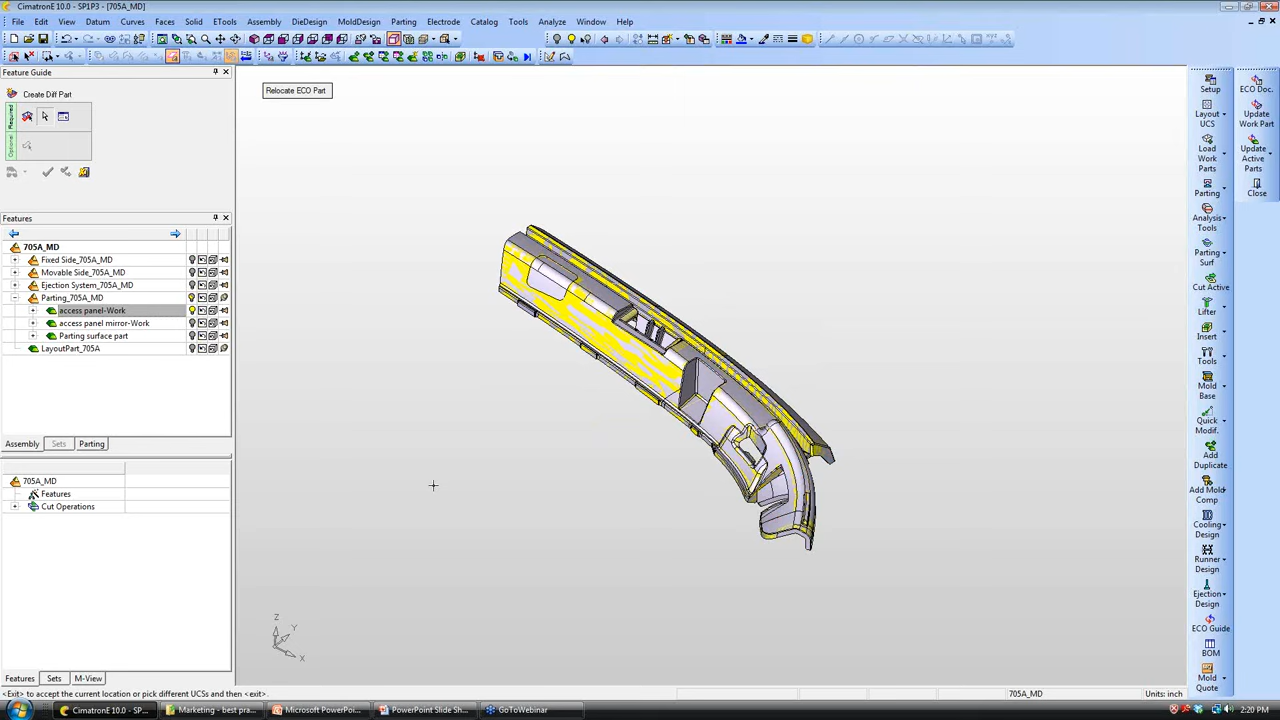 CimatronE 10.0 - SP1P3 - [705A_MD]
File Edit Views Datum Curves Faces Solid ETools Assembly DieDesign MoldDesign Parting Electrode Catalog Tools Analyze Window Help
Feature Guide
Create Diff Part
Required
Optional
Relocate ECO Part
Features
705A_MD
Fixed Side_705A_MD
Movable Side_705A_MD
Ejection System_705A_MD
Parting_705A_MD
access panel-Work
access panel mirror-Work
Parting surface part
LayoutPart_705A
Assembly Sets Parting
705A_MD
Features
Cut Operations
Features Sets M-View
Z
Y
X
Setup
Layout UCS
Load Work Parts
Parting
Analysis Tools
Parting Surf
Cut Active
Lifter
Insert
Tools
Mold Base
Quick Modif.
Add Duplicate
Add Mold Comp
Cooling Design
Runner Design
Ejection Design
ECO Guide
BOM
Mold Quote
ECO Doc.
Update Work Part
Update Active Parts
Close
<Exit> to accept the current location or pick different UCSs and then <exit>.
705A_MD
Units: inch
CimatronE 10.0 - SP...
Marketing - best pra...
Microsoft PowerPoi...
PowerPoint Slide Sh...
GoToWebinar
2:20 PM